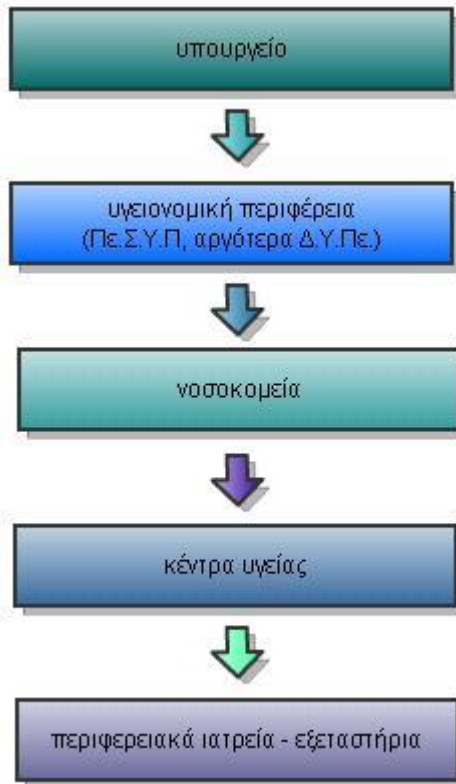 υπουργείο
υγειονομική περιφέρεια
(Πε.Σ.Υ.Π, αργότερα Δ.Υ.Πε.)
νοσοκομεία
κέντρα υγείας
περιφερειακά ιατρεία - εξεταστήρια